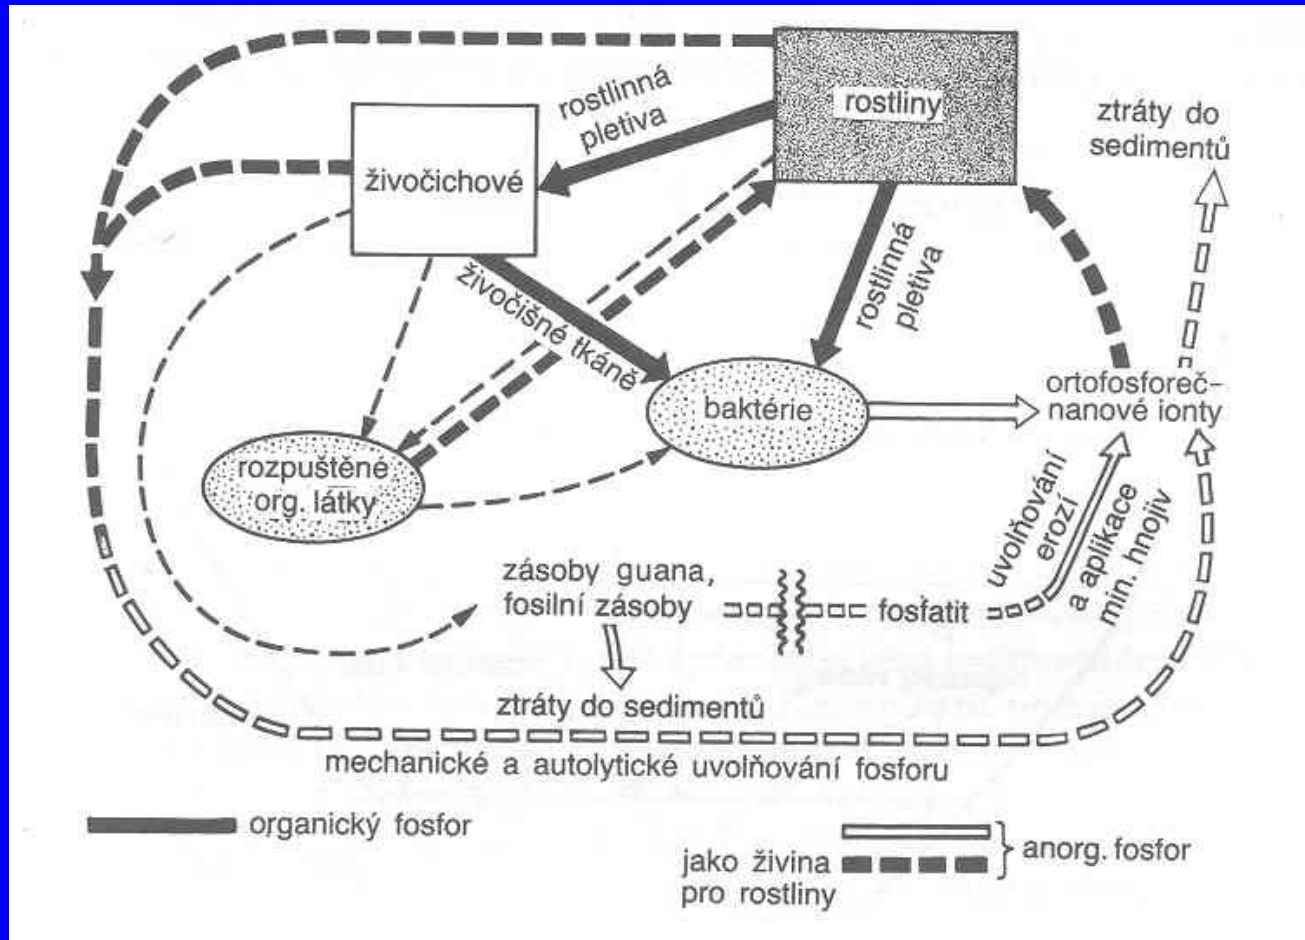 rostliny
rostlinná
pletiva
ztráty do
sedimentů
živočichové
rostlinná
pletiva
živočišné tkáně
baktérie
ortofosforeč-
nanové ionty
rozpuštěné
org. látky
uvolňování
erozí
a aplikace
min. hnojiv
zásoby guana,
fosilní zásoby
fosfatit
ztráty do sedimentů
mechanické a autolytické uvolňování fosforu
organický fosfor
anorg. fosfor
jako živina
pro rostliny